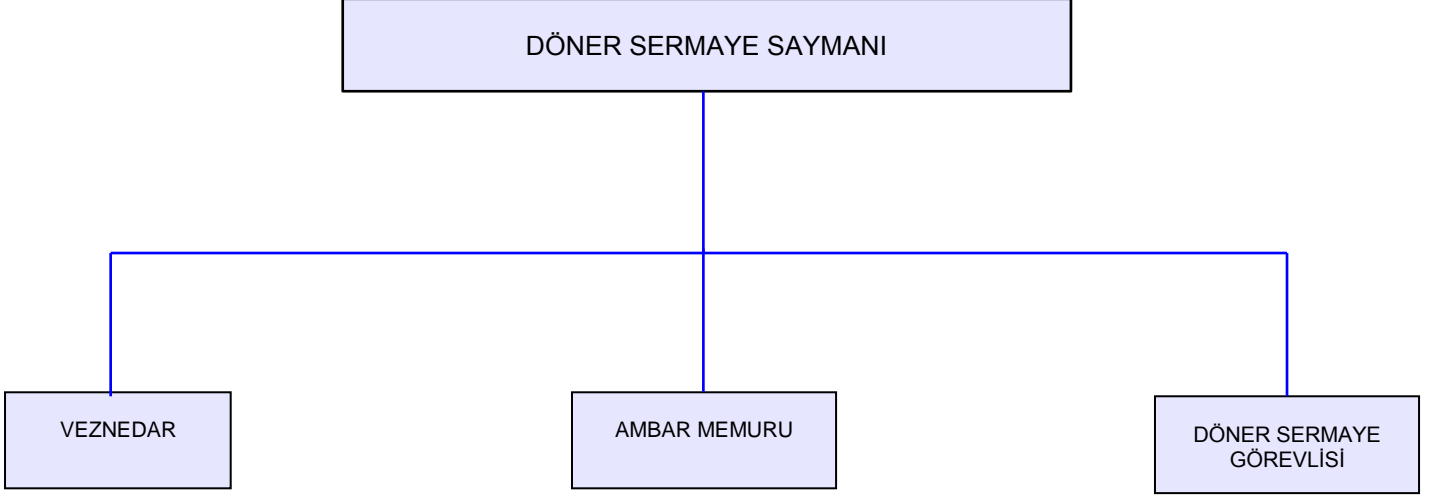 DÖNER SERMAYE SAYMANI
VEZNEDAR
AMBAR MEMURU
DÖNER SERMAYE
GÖREVLİSİ